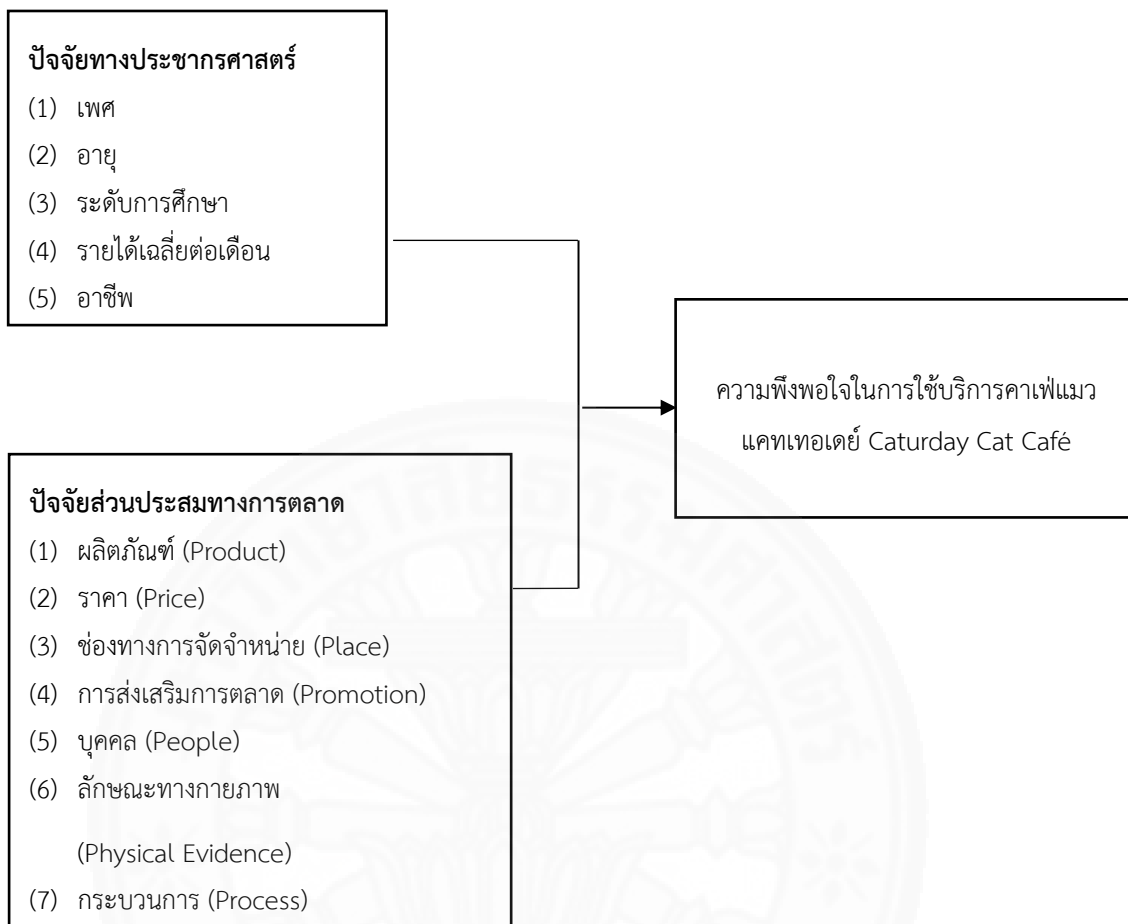 ปัจจัยทางประชากรศาสตร์
(1) เพศ
(2) อายุ
(3) ระดับการศึกษา
(4) รายได้เฉลี่ยต่อเดือน
(5) อาชีพ
ความพึงพอใจในการใช้บริการคาเฟ่แมว
แคทเทอเดย์ Caturday Cat Café
ปัจจัยส่วนประสมทางการตลาด
(1) ผลิตภัณฑ์ (Product)
(2) ราคา (Price)
(3) ช่องทางการจัดจำหน่าย (Place)
(4) การส่งเสริมการตลาด (Promotion)
(5) บุคคล (People)
(6) ลักษณะทางกายภาพ
(Physical Evidence)
(7) กระบวนการ (Process)